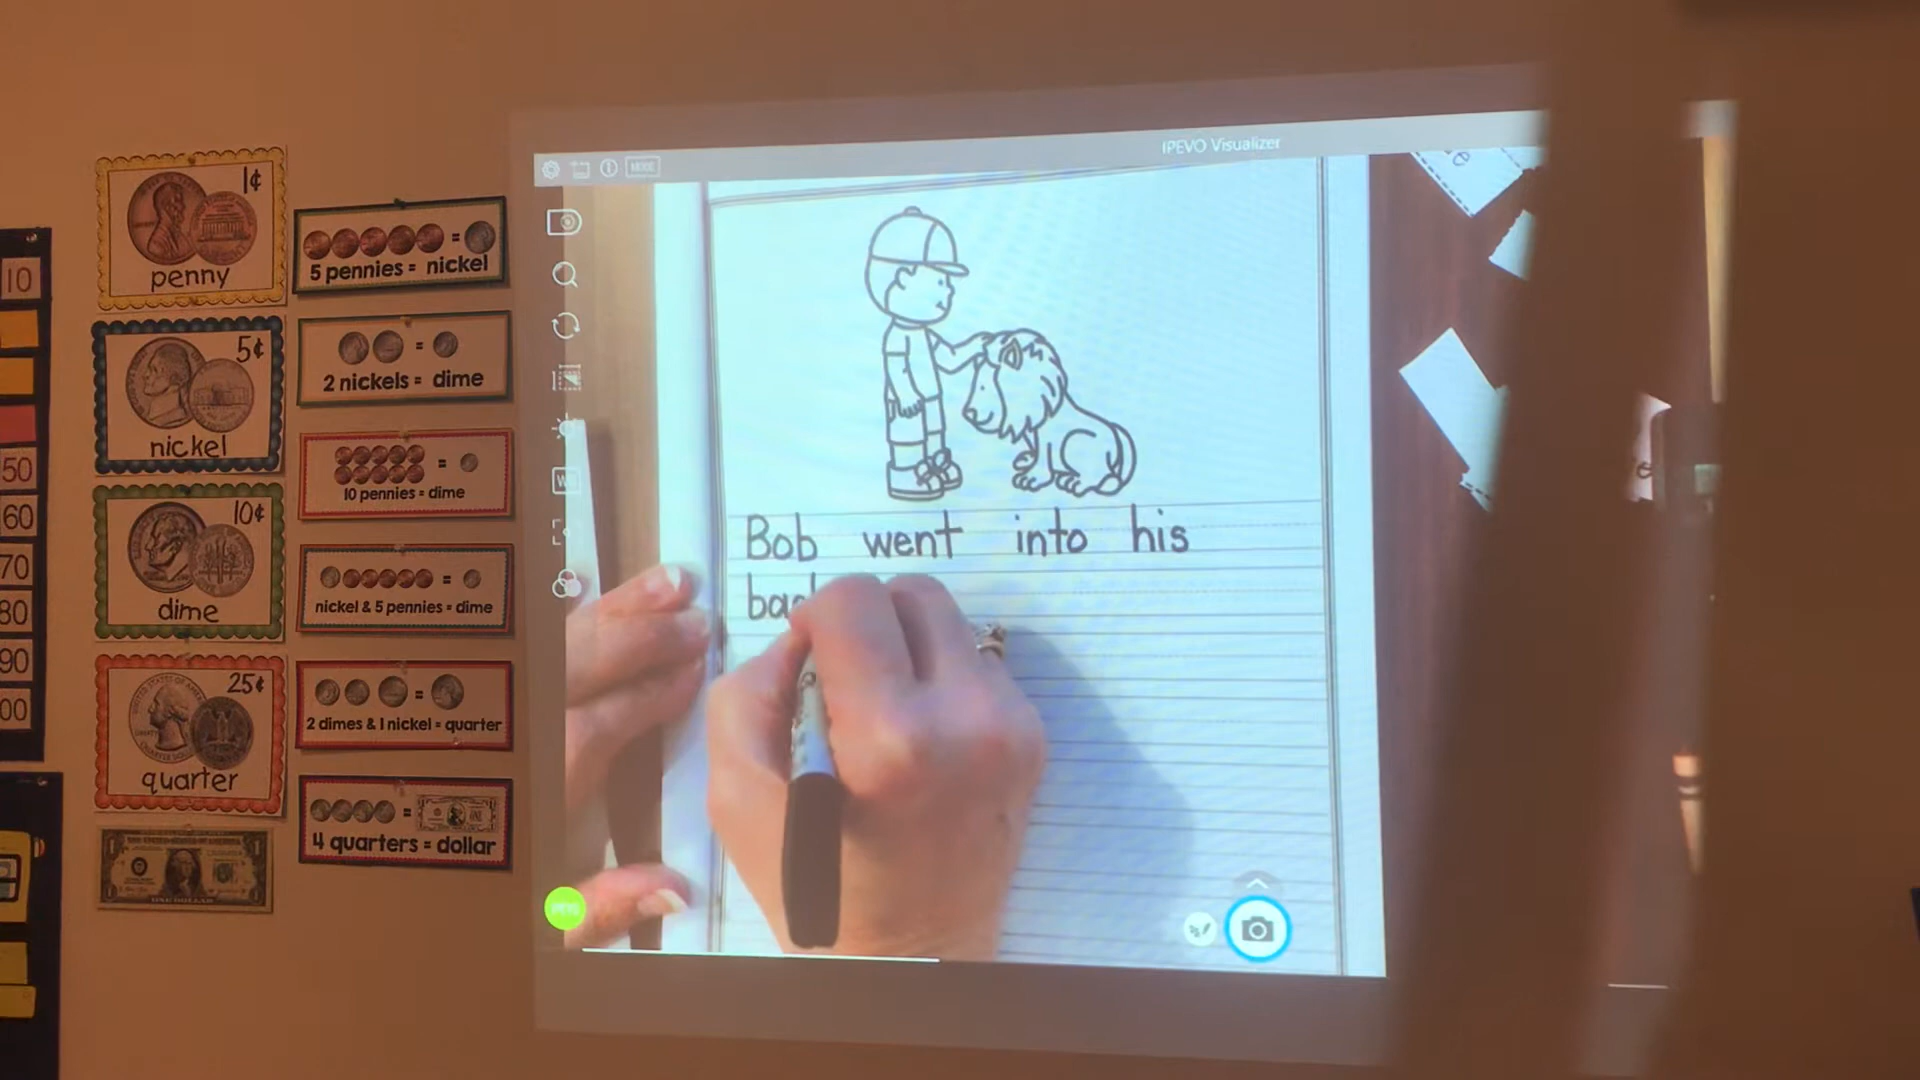 10
50
60
70
80
90
00
1¢
penny
5¢
nickel
10¢
dime
25¢
quarter
5 pennies = nickel
2 nickels = dime
10 pennies = dime
nickel & 5 pennies = dime
2 dimes & 1 nickel = quarter
4 quarters = dollar
MODE
IPEVO Visualizer
Bob went into his
e
e